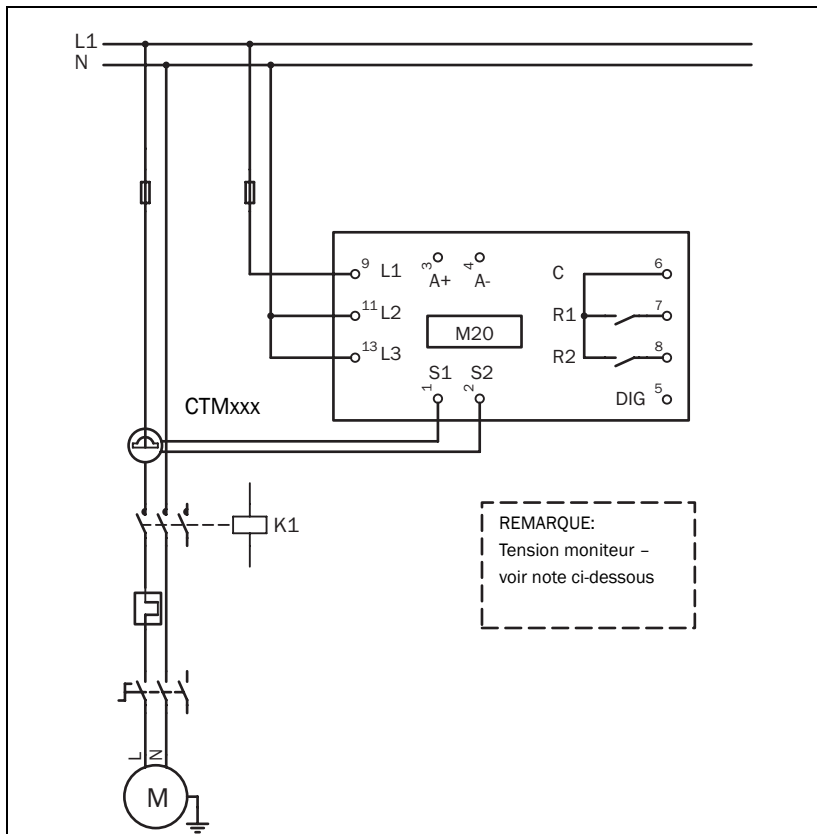 L1
N
9 L1
3 A+
4 A-
C 6
11 L2
M20
R1 7
13 L3
R2 8
S1 S2
1 2
DIG 5
CTMxxx
K1
REMARQUE:
Tension moniteur –
voir note ci-dessous
L N
M